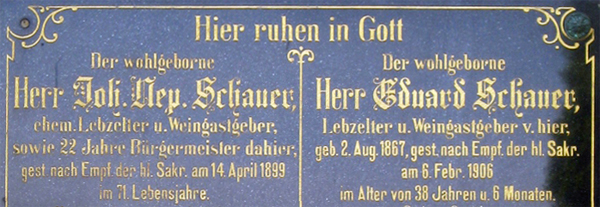 Hier ruhen in Gott
Der wohlgeborne
Herr Joh. Nep. Schauer,
ehem. Lebzelter u. Weingastgeber,
sowie 22 Jahre Bürgermeister dahier,
gest. nach Empf. der hl. Sakr. am 14. April 1899
im 71. Lebensjahre.
Der wohlgeborne
Herr Eduard Schauer,
Lebzelter u. Weingastgeber v. hier,
geb. 2. Aug. 1867, gest. nach Empf. der hl. Sakr.
am 6. Febr. 1906
im Alter von 38 Jahren u. 6 Monaten.